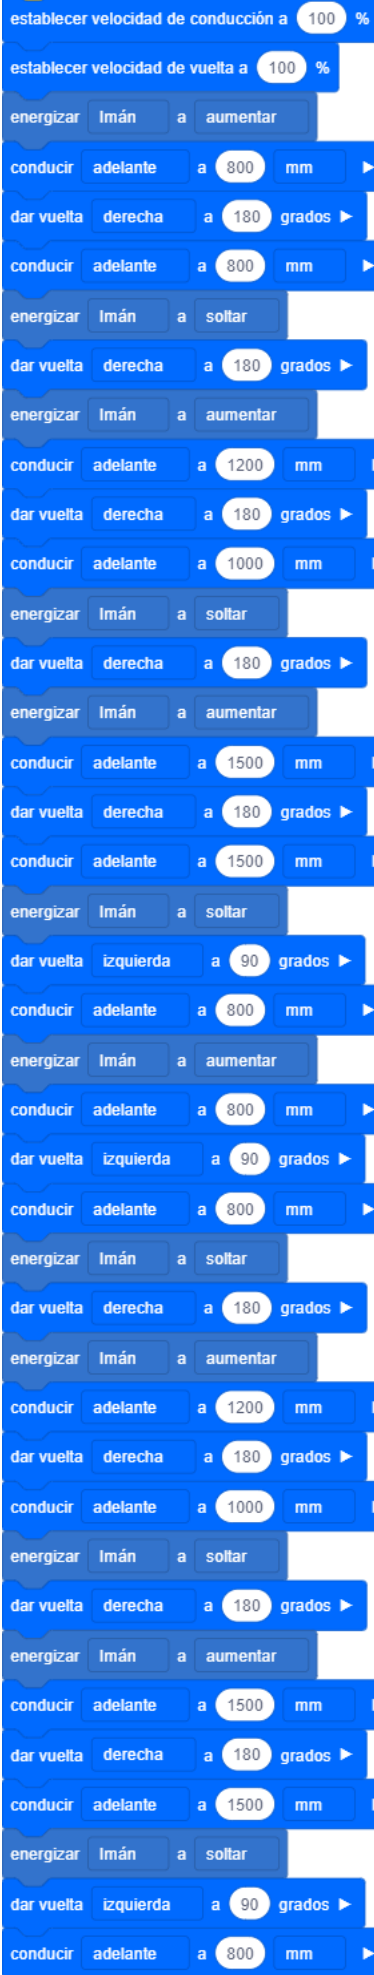 establecer velocidad de conducción a 100 %
establecer velocidad de vuelta a 100 %
energizar Imán a aumentar
conducir adelante a 800 mm
dar vuelta derecha a 180 grados
conducir adelante a 800 mm
energizar Imán a soltar
dar vuelta derecha a 180 grados
energizar Imán a aumentar
conducir adelante a 1200 mm
dar vuelta derecha a 180 grados
conducir adelante a 1000 mm
energizar Imán a soltar
dar vuelta derecha a 180 grados
energizar Imán a aumentar
conducir adelante a 1500 mm
dar vuelta derecha a 180 grados
conducir adelante a 1500 mm
energizar Imán a soltar
dar vuelta izquierda a 90 grados
conducir adelante a 800 mm
energizar Imán a aumentar
conducir adelante a 800 mm
dar vuelta izquierda a 90 grados
conducir adelante a 800 mm
energizar Imán a soltar
dar vuelta derecha a 180 grados
energizar Imán a aumentar
conducir adelante a 1200 mm
dar vuelta derecha a 180 grados
conducir adelante a 1000 mm
energizar Imán a soltar
dar vuelta derecha a 180 grados
energizar Imán a aumentar
conducir adelante a 1500 mm
dar vuelta derecha a 180 grados
conducir adelante a 1500 mm
energizar Imán a soltar
dar vuelta izquierda a 90 grados
conducir adelante a 800 mm